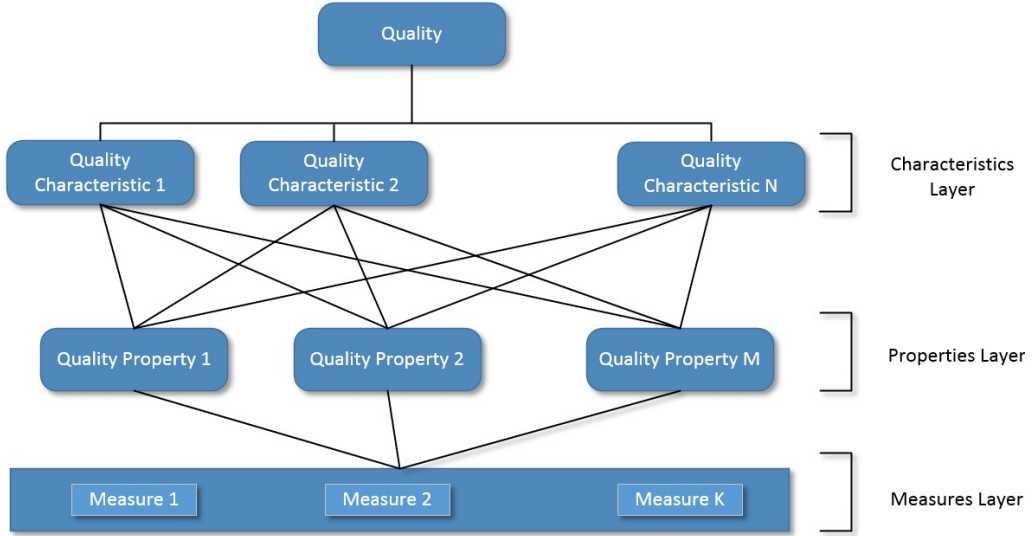 Quality
Quality
Characteristic 1
Quality
Characteristic 2
Quality
Characteristic N
Characteristics
Layer
Quality Property 1
Quality Property 2
Quality Property M
Properties Layer
Measure 1
Measure 2
Measure K
Measures Layer